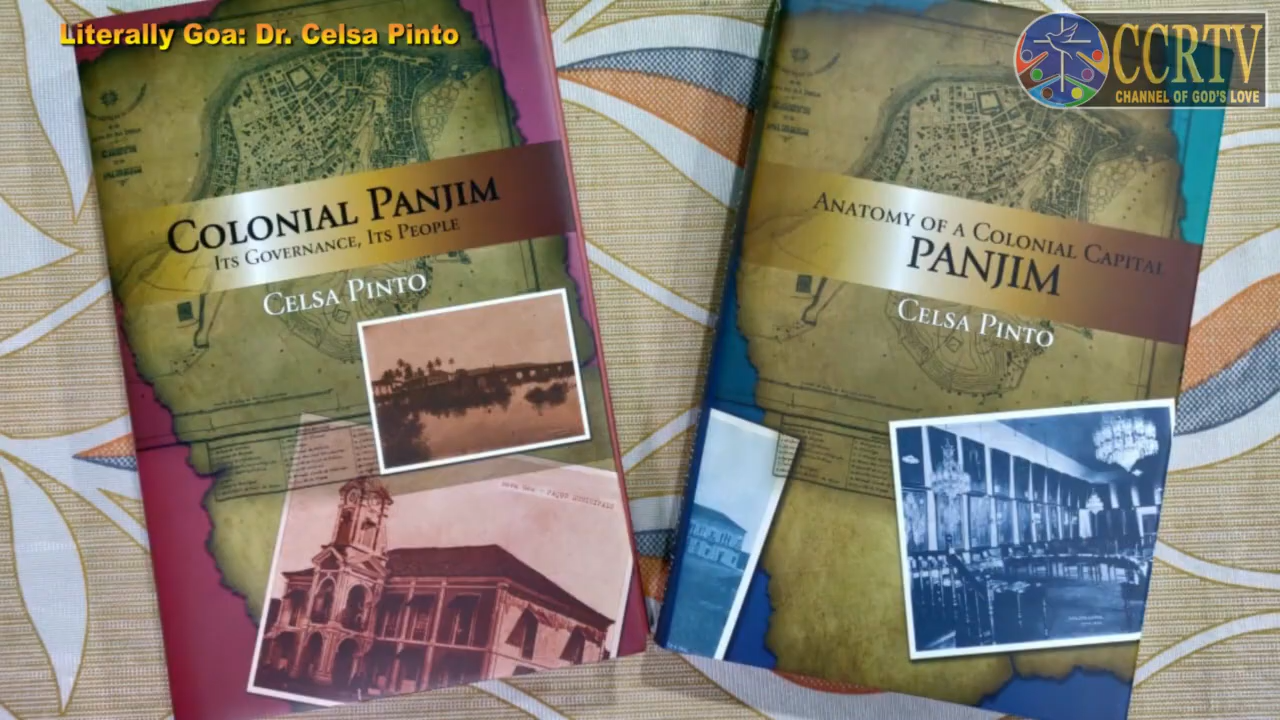 Literally Goa: Dr. Celsa Pinto
CCRTV
CHANNEL OF GOD'S LOVE
COLONIAL PANJIM
ITS GOVERNANCE, ITS PEOPLE
CELSA PINTO
ANATOMY OF A COLONIAL CAPITAL
PANJIM
CELSA PINTO